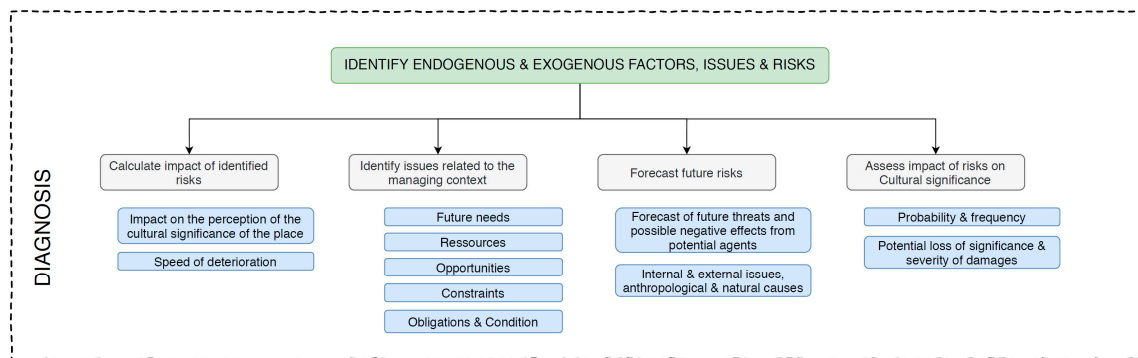 IDENTIFY ENDOGENOUS & EXOGENOUS FACTORS, ISSUES & RISKS
DIAGNOSIS
Calculate impact of identified
risks
Impact on the perception of the
cultural significance of the place
Speed of deterioration
Identify issues related to the
managing context
Future needs
Ressources
Opportunities
Constraints
Obligations & Condition
Forecast future risks
Forecast of future threats and
possible negative effects from
potential agents
Internal & external issues,
anthropological & natural causes
Assess impact of risks on
Cultural significance
Probability & frequency
Potential loss of significance &
severity of damages